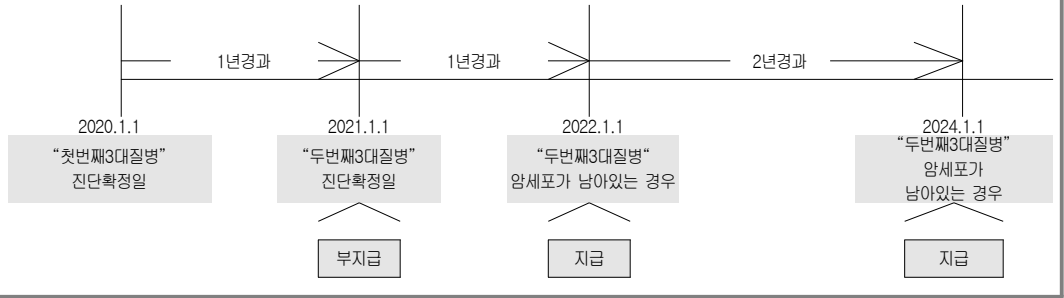 1년경과
1년경과
2년경과
2020.1.1
“첫번째3대질병”
진단확정일
2021.1.1
“두번째3대질병”
진단확정일
부지급
2022.1.1
“두번째3대질병“
암세포가 남아있는 경우
지급
2024.1.1
“두번째3대질병”
암세포가
남아있는 경우
지급